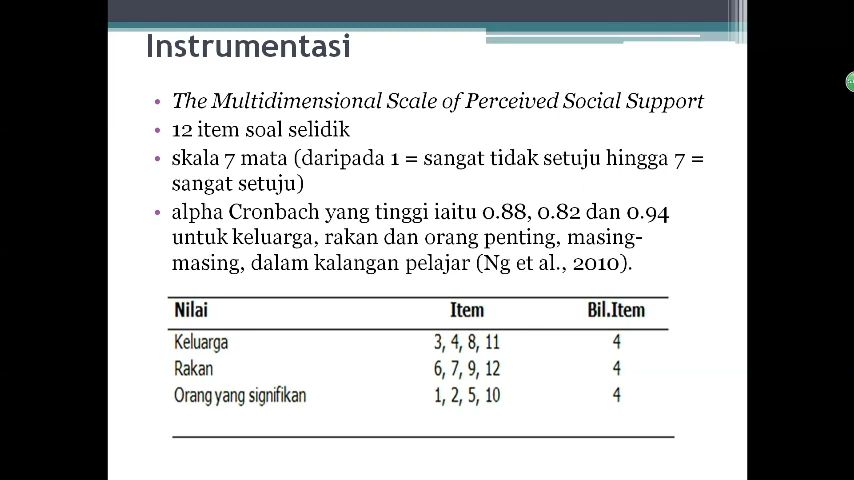 Instrumentasi
• The Multidimensional Scale of Perceived Social Support
• 12 item soal selidik
• skala 7 mata (daripada 1 = sangat tidak setuju hingga 7 =
sangat setuju)
• alpha Cronbach yang tinggi iaitu 0.88, 0.82 dan 0.94
untuk keluarga, rakan dan orang penting, masing-
masing, dalam kalangan pelajar (Ng et al., 2010).
Nilai Item Bil.Item
Keluarga 3, 4, 8, 11 4
Rakan 6, 7, 9, 12 4
Orang yang signifikan 1, 2, 5, 10 4